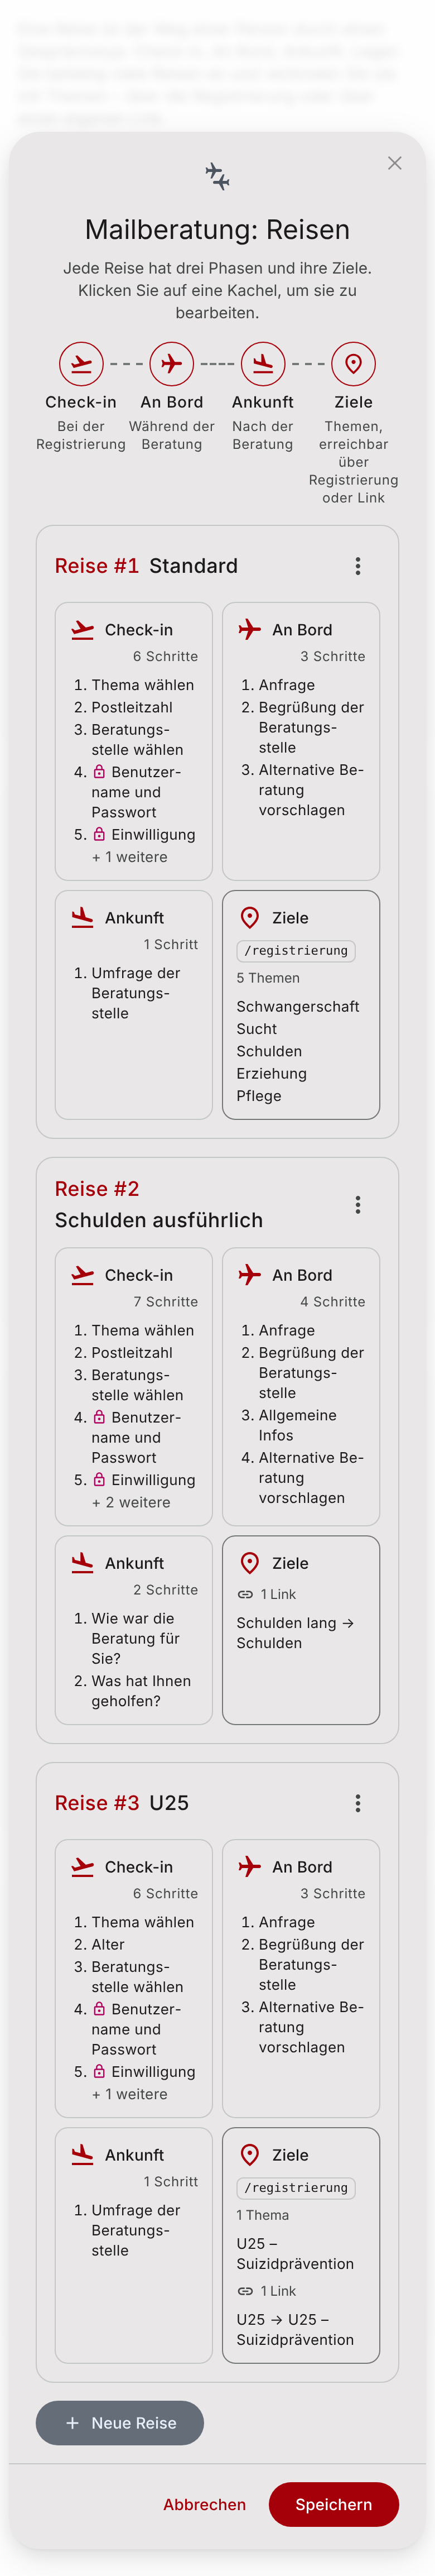 Mailberatung: Reisen
Jede Reise hat drei Phasen und ihre Ziele.
Klicken Sie auf eine Kachel, um sie zu
bearbeiten.
Check-in
Bei der
Registrierung
An Bord
Während der
Beratung
Ankunft
Nach der
Beratung
Ziele
Themen,
erreichbar
über
Registrierung
oder Link
Reise #1 Standard
Check-in
6 Schritte
1. Thema wählen
2. Postleitzahl
3. Beratungs-
stelle wählen
4. Benutzer-
name und
Passwort
5. Einwilligung
+ 1 weitere
An Bord
3 Schritte
1. Anfrage
2. Begrüßung der
Beratungs-
stelle
3. Alternative Be-
ratung
vorschlagen
Ankunft
1 Schritt
1. Umfrage der
Beratungs-
stelle
Ziele
/registrierung
5 Themen
Schwangerschaft
Sucht
Schulden
Erziehung
Pflege
Reise #2
Schulden ausführlich
Check-in
7 Schritte
1. Thema wählen
2. Postleitzahl
3. Beratungs-
stelle wählen
4. Benutzer-
name und
Passwort
5. Einwilligung
+ 2 weitere
An Bord
4 Schritte
1. Anfrage
2. Begrüßung der
Beratungs-
stelle
3. Allgemeine
Infos
4. Alternative Be-
ratung
vorschlagen
Ankunft
2 Schritte
1. Wie war die
Beratung für
Sie?
2. Was hat Ihnen
geholfen?
Ziele
1 Link
Schulden lang →
Schulden
Reise #3 U25
Check-in
6 Schritte
1. Thema wählen
2. Alter
3. Beratungs-
stelle wählen
4. Benutzer-
name und
Passwort
5. Einwilligung
+ 1 weitere
An Bord
3 Schritte
1. Anfrage
2. Begrüßung der
Beratungs-
stelle
3. Alternative Be-
ratung
vorschlagen
Ankunft
1 Schritt
1. Umfrage der
Beratungs-
stelle
Ziele
/registrierung
1 Thema
U25 –
Suizidprävention
1 Link
U25 → U25 –
Suizidprävention
+ Neue Reise
Abbrechen
Speichern